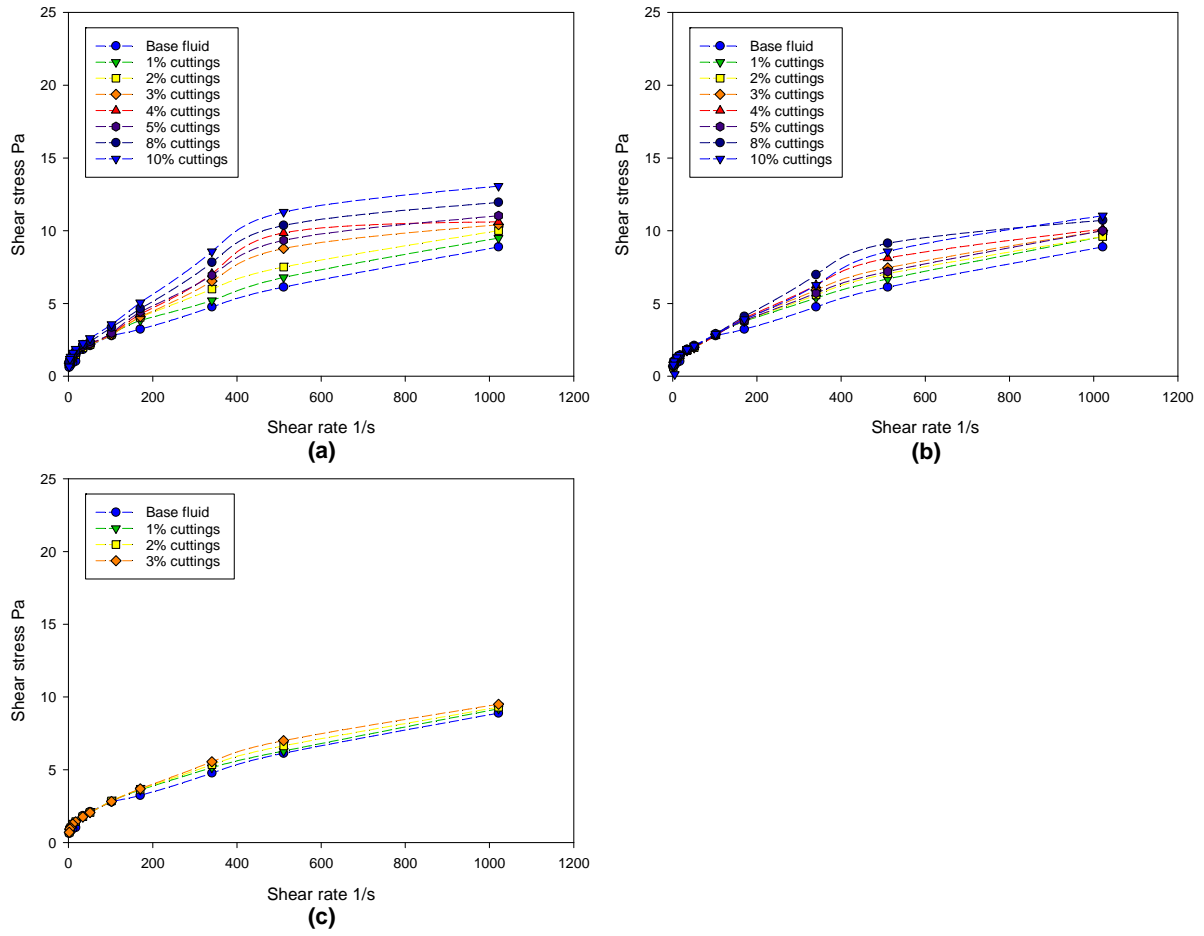 25
20
15
10
5
0
Shear stress Pa
Base fluid
1% cuttings
2% cuttings
3% cuttings
4% cuttings
5% cuttings
8% cuttings
10% cuttings
0 200 400 600 800 1000 1200
Shear rate 1/s
(a)
25
20
15
10
5
0
Shear stress Pa
Base fluid
1% cuttings
2% cuttings
3% cuttings
4% cuttings
5% cuttings
8% cuttings
10% cuttings
0 200 400 600 800 1000 1200
Shear rate 1/s
(b)
25
20
15
10
5
0
Shear stress Pa
Base fluid
1% cuttings
2% cuttings
3% cuttings
0 200 400 600 800 1000 1200
Shear rate 1/s
(c)